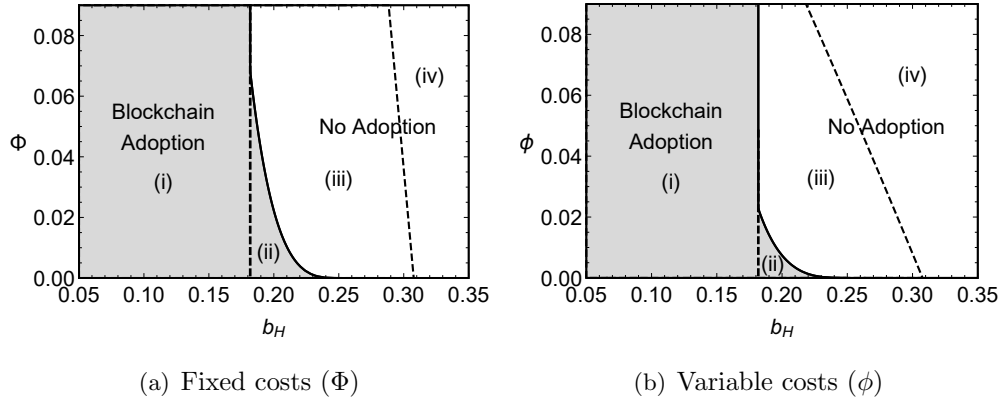 0.08
0.06
Φ
0.04
0.02
0.00
Blockchain
Adoption
(i)
(ii)
No Adoption
(iii)
(iv)
0.05 0.10 0.15 0.20 0.25 0.30 0.35
b_H
(a) Fixed costs (Φ)
0.08
0.06
ϕ
0.04
0.02
0.00
Blockchain
Adoption
(i)
(ii)
No Adoption
(iii)
(iv)
0.05 0.10 0.15 0.20 0.25 0.30 0.35
b_H
(b) Variable costs (ϕ)